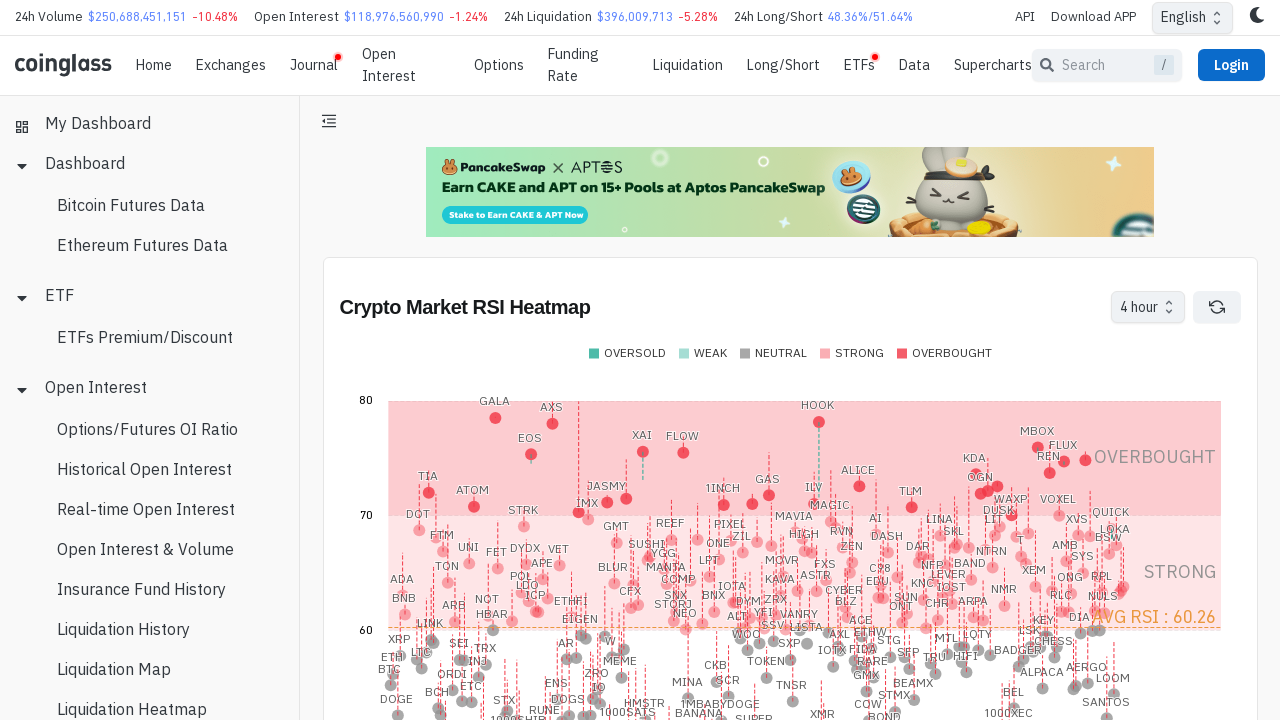 24h Volume $250,688,451,151 -10.48% Open Interest $118,976,560,990 -1.24% 24h Liquidation $396,009,713 -5.28% 24h Long/Short 48.36%/51.64% API Download APP English
coinglass Home Exchanges Journal Open Interest Options Funding Rate Liquidation Long/Short ETFs Data Supercharts Search / Login
My Dashboard
Dashboard
Bitcoin Futures Data
Ethereum Futures Data
ETF
ETFs Premium/Discount
Open Interest
Options/Futures OI Ratio
Historical Open Interest
Real-time Open Interest
Open Interest & Volume
Insurance Fund History
Liquidation History
Liquidation Map
Liquidation Heatmap
PancakeSwap × APTOS
Earn CAKE and APT on 15+ Pools at Aptos PancakeSwap
Stake to Earn CAKE & APT Now
Crypto Market RSI Heatmap 4 hour
OVERSOLD WEAK NEUTRAL STRONG OVERBOUGHT
80
GALA AXS HOOK
EOS XAI FLOW MBOX FLUX
REN KDA OVERBOUGHT
TIA ALICE OGN GAS
ATOM JASMY 1INCH ILV TLM
IMX MAGIC WAXP VOXEL
70
DOT STRK MAVIA AI LINA DUSK LIT XVS QUICK
FTM GMT REEF PIXEL ZIL HIGH RVN DASH SKL LOKA
UNI FET DYDX VET SUSHI YGG ONE ZEN DAR NTRN T AMB BSW
TON APE BLUR MANTA LPT MOVR FXS C98 NFP BAND XEM SYS
ADA POL LDO COMP IOTA KAVA ASTR EDU KNC LEVER IOST NMR ONG RPL STRONG
BNB NOT ICP ETHFI CFX SNX BNX ZRX CYBER BLZ SUN CHR ARPA RLC NULS
ARB HBAR EIGEN STORJ NEO DYM ALT YFI VANRY ACE ONT KEY DIA AVG RSI : 60.26
60
LINK LISTA SSV LSK
XRP SEI TRX AR W WOO SXP AXL ETHW STG MTL LQTY CHESS
ETH LTC INJ MEME TOKEN IOTX PIDA RARE SFP TRU HIFI BADGER AERGO
BTC ORDI ZRO CKB GMX ALPACA LOOM
DOGE BCH ETC ENS IO MINA SCR TNSR STMX BEAMX BEL SANTOS
STX DOGS HMSTR 1MBABYDOGE COW
1000SHIB RUNE 1000SATS BANANA SUPER XMR BOND 1000XEC